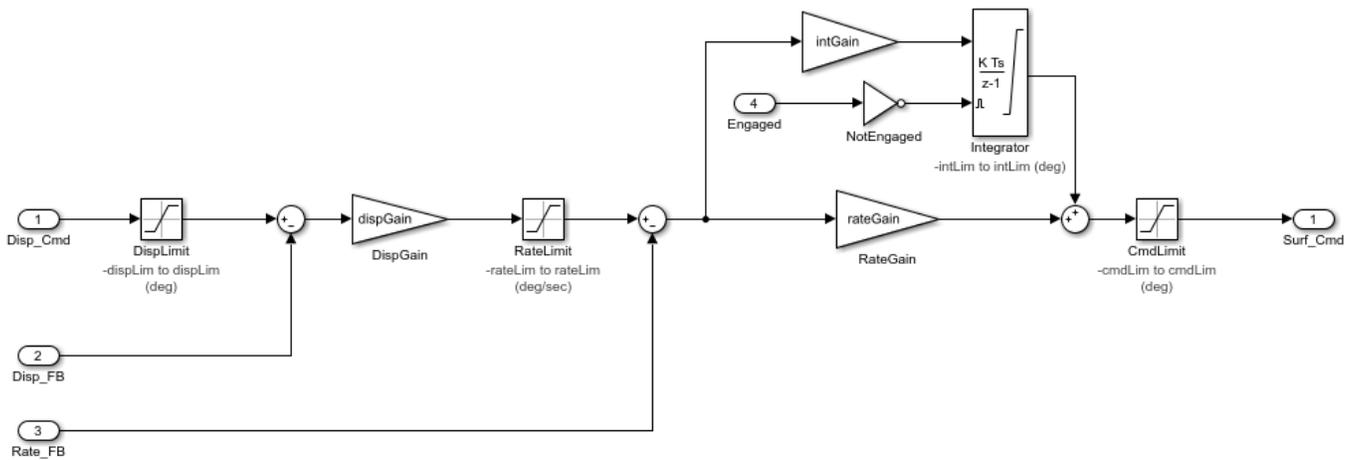 intGain
K Ts
z-1
4
Engaged
NotEngaged
Integrator
-intLim to intLim (deg)
1
Disp_Cmd
DispLimit
-dispLim to dispLim
(deg)
+
−
dispGain
DispGain
RateLimit
-rateLim to rateLim
(deg/sec)
+
−
rateGain
RateGain
+
+
CmdLimit
-cmdLim to cmdLim
(deg)
1
Surf_Cmd
2
Disp_FB
3
Rate_FB